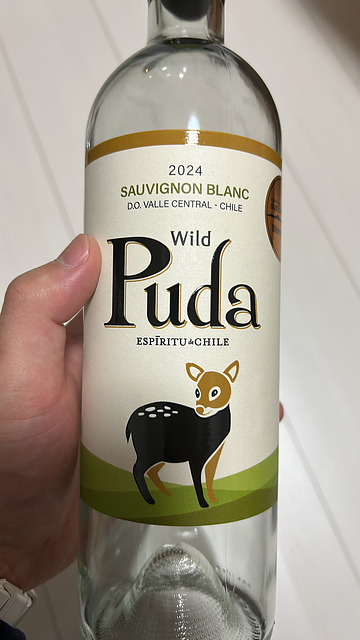 2024
SAUVIGNON BLANC
D.O. VALLE CENTRAL - CHILE
Wild
Puda
ESPĪRITU de CHILE